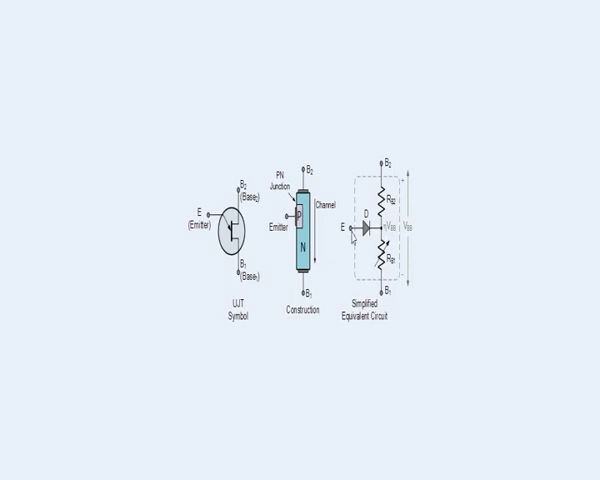 B2
(Base2)
E
(Emitter)
B1
(Base1)
UJT
Symbol
PN
Junction
B2
Channel
P
Emitter
N
B1
Construction
B2
+
RB2
D
E
ηVBB
VBB
RB1
-
B1
Simplified
Equivalent Circuit